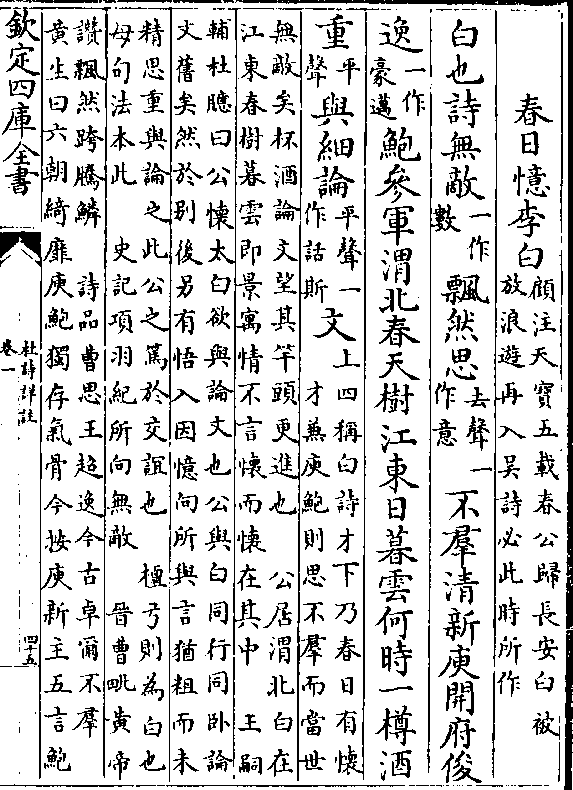 春日憶李白 顧注天寶五載春公歸長安白被
放浪遊再入吳詩必此時所作
白也詩無敵 一作數 飄然思 去聲一作意 不羣清新庾開府俊
逸 一作豪邁 鮑參軍渭北春天樹江東日暮雲何時一樽酒
重 平聲 與細論 平聲一作話斯 文 上四稱白詩才下乃春日有懷
才兼庾鮑則思不羣而當世
無敵矣杯酒論文望其竿頭更進也 公居渭北白在
江東春樹暮雲即景寓情不言懷而懷在其中 王嗣
輔杜臆曰公懷太白欲與論文也公與白同行同卧論
文舊矣然於别後另有悟入因憶向所與言猶粗而未
精思重與論之此公之篤於交誼也 檀弓則為白也
母句法本此 史記項羽紀所向無敵 晉曹毗黄帝
讚飄然跨騰鱗 詩品曹思王超逸今古卓爾不羣
黄生曰六朝綺靡庾鮑獨存氣骨今按庾新主五言鮑
欽定四庫全書
杜詩詳註
卷一
四十五